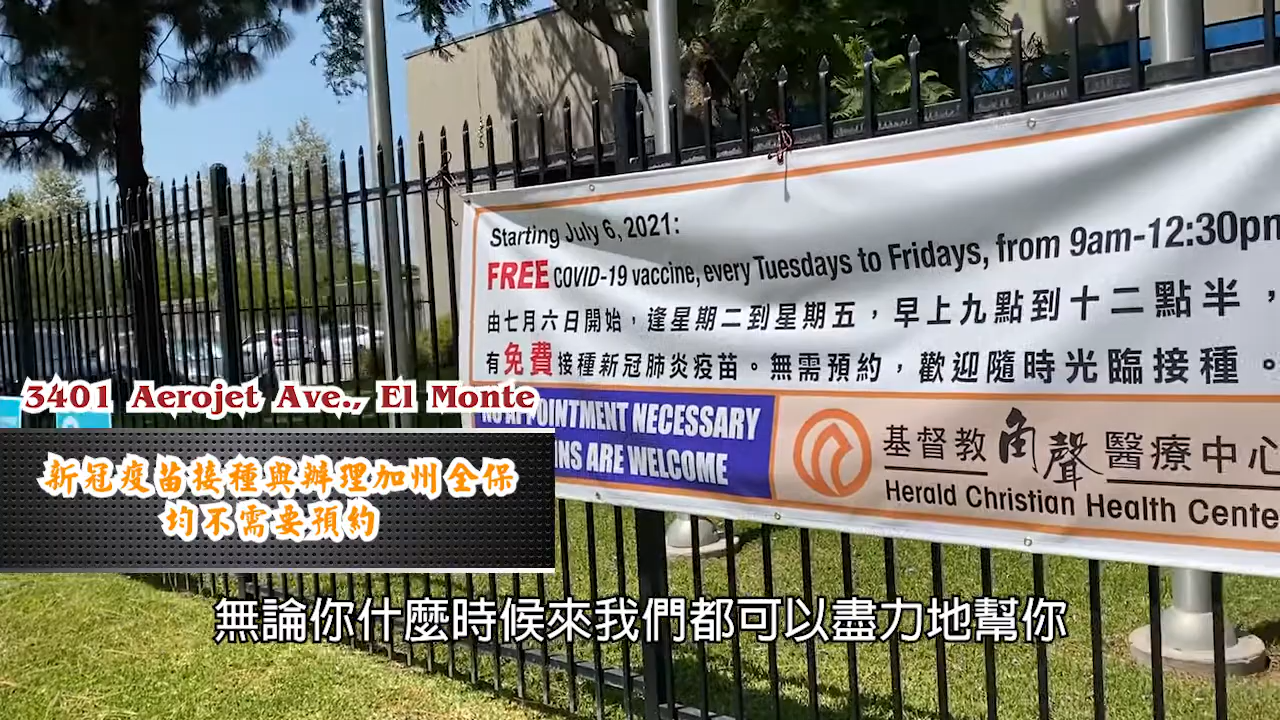 Starting July 6, 2021:
FREE COVID-19 vaccine, every Tuesdays to Fridays, from 9am-12:30pm
由七月六日開始，逢星期二到星期五，早上九點到十二點半，
有免費接種新冠肺炎疫苗。無需預約，歡迎隨時光臨接種。
NO APPOINTMENT NECESSARY
ARE WELCOME
基督教角聲醫療中心
Herald Christian Health Cente
3401 Aerojet Ave., El Monte
新冠疫苗接種與辦理加州全保
均不需要預約
無論你什麼時候來我們都可以盡力地幫你